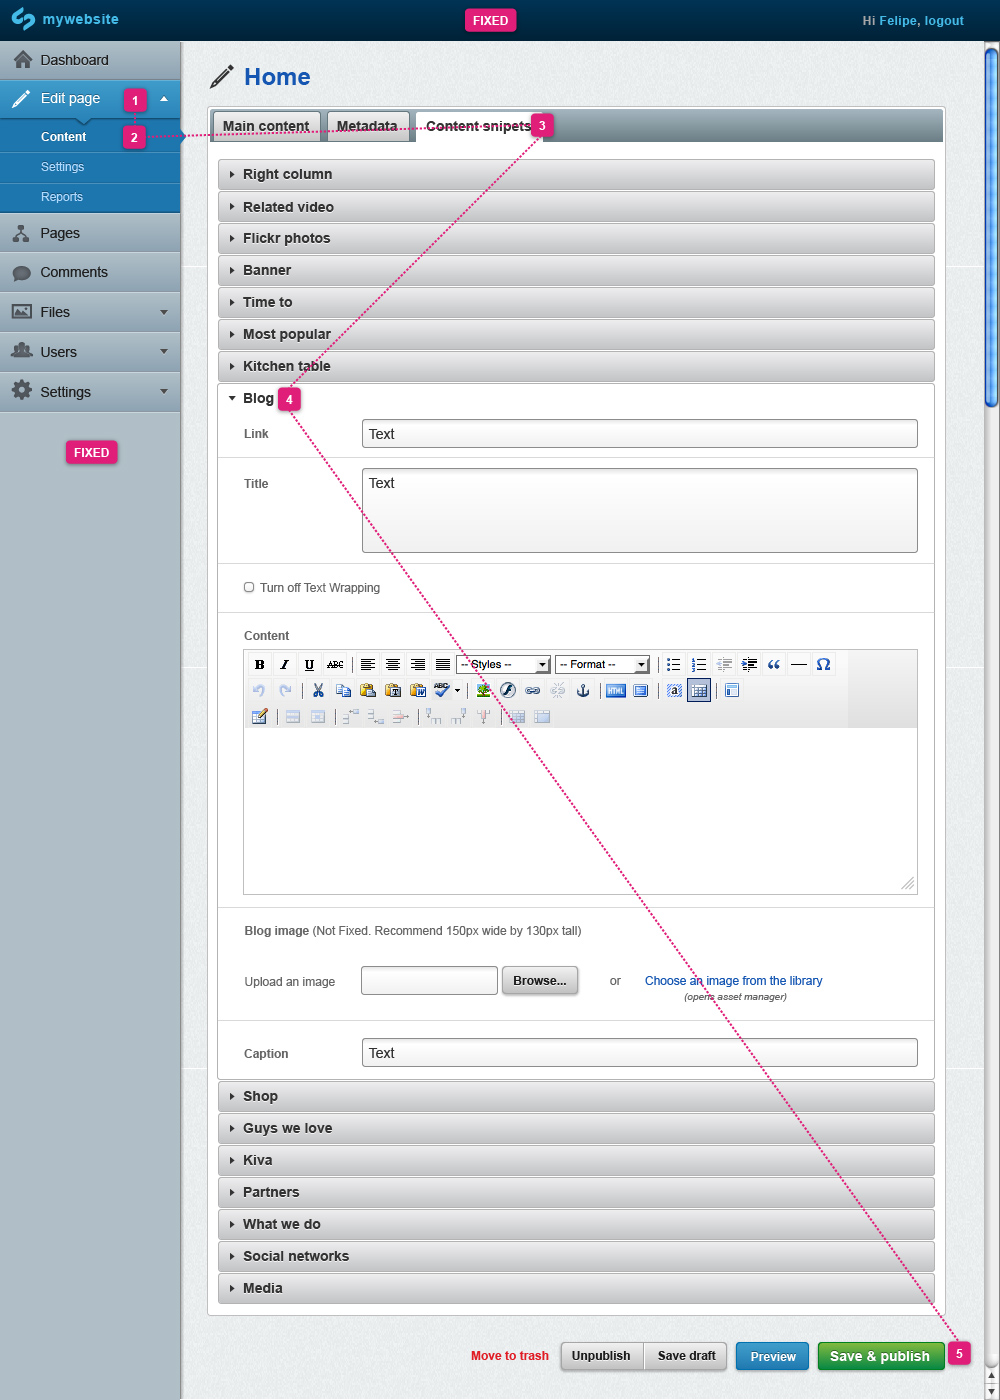 mywebsite
FIXED
Hi Felipe, logout
Dashboard
Edit page
1
Content
2
Settings
Reports
Pages
Comments
Files
Users
Settings
FIXED
Home
Main content
Metadata
Content snipets
3
Right column
Related video
Flickr photos
Banner
Time to
Most popular
Kitchen table
Blog
4
Link
Text
Title
Text
Turn off Text Wrapping
Content
B I U ABC
-- Styles --
-- Format --
ABC
HTML
Blog image (Not Fixed. Recommend 150px wide by 130px tall)
Upload an image
Browse...
or
Choose an image from the library
(opens asset manager)
Caption
Text
Shop
Guys we love
Kiva
Partners
What we do
Social networks
Media
Move to trash
Unpublish
Save draft
Preview
Save & publish
5